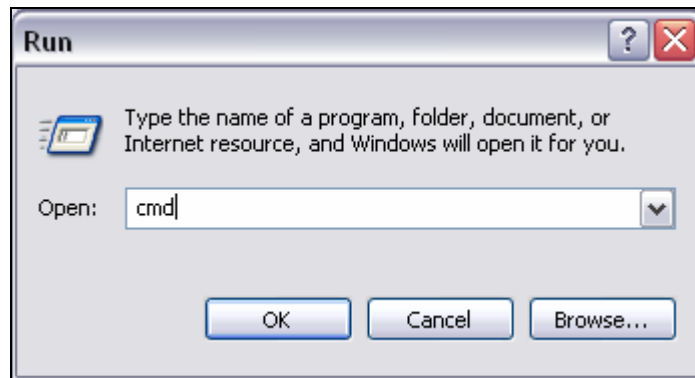 Run
Type the name of a program, folder, document, or
Internet resource, and Windows will open it for you.
Open: cmd
OK Cancel Browse...